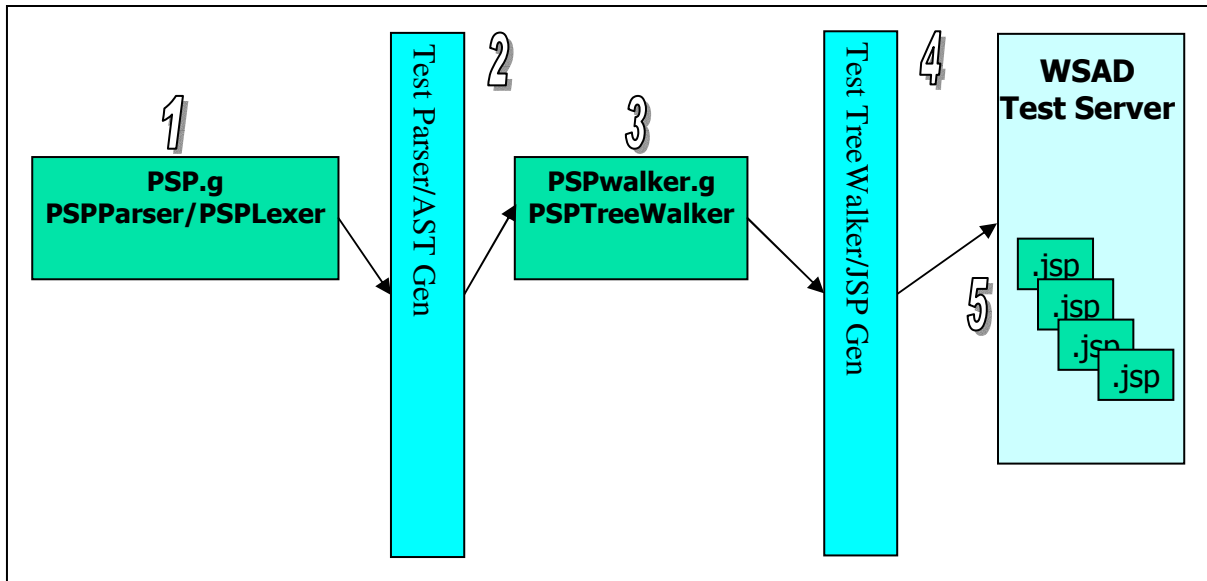 1
PSP.g
PSPParser/PSPLexer
2
Test Parser/AST Gen
3
PSPwalker.g
PSPTreeWalker
4
Test TreeWalker/JSP Gen
WSAD
Test Server
5
.jsp
.jsp
.jsp
.jsp